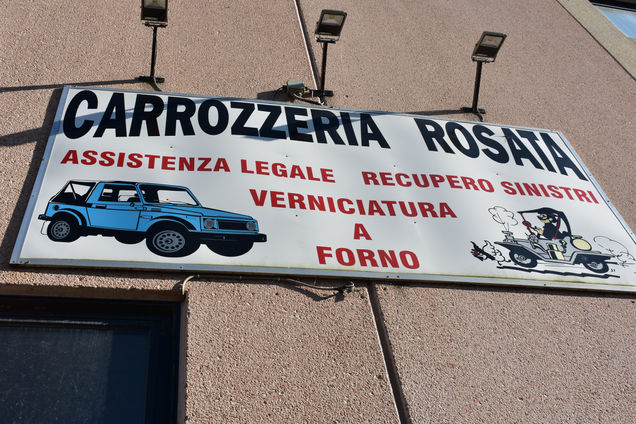 CARROZZERIA ROSATA
ASSISTENZA LEGALE RECUPERO SINISTRI
VERNICIATURA
A
FORNO